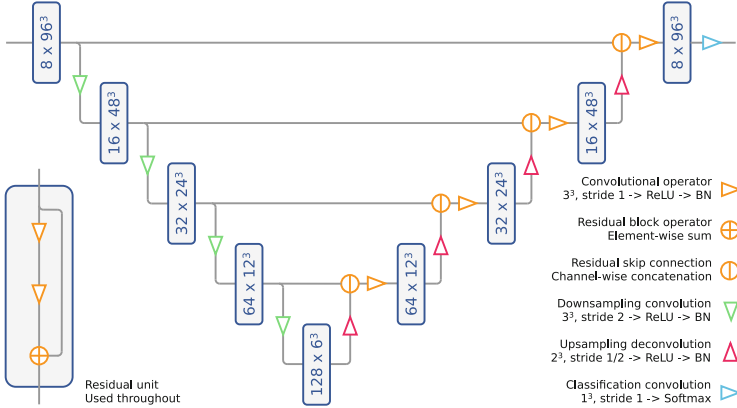 8 x 96³
8 x 96³
16 x 48³
16 x 48³
32 x 24³
32 x 24³
64 x 12³
64 x 12³
128 x 6³
Residual unit
Used throughout
Convolutional operator
3³, stride 1 -> ReLU -> BN
Residual block operator
Element-wise sum
Residual skip connection
Channel-wise concatenation
Downsampling convolution
3³, stride 2 -> ReLU -> BN
Upsampling deconvolution
2³, stride 1/2 -> ReLU -> BN
Classification convolution
1³, stride 1 -> Softmax